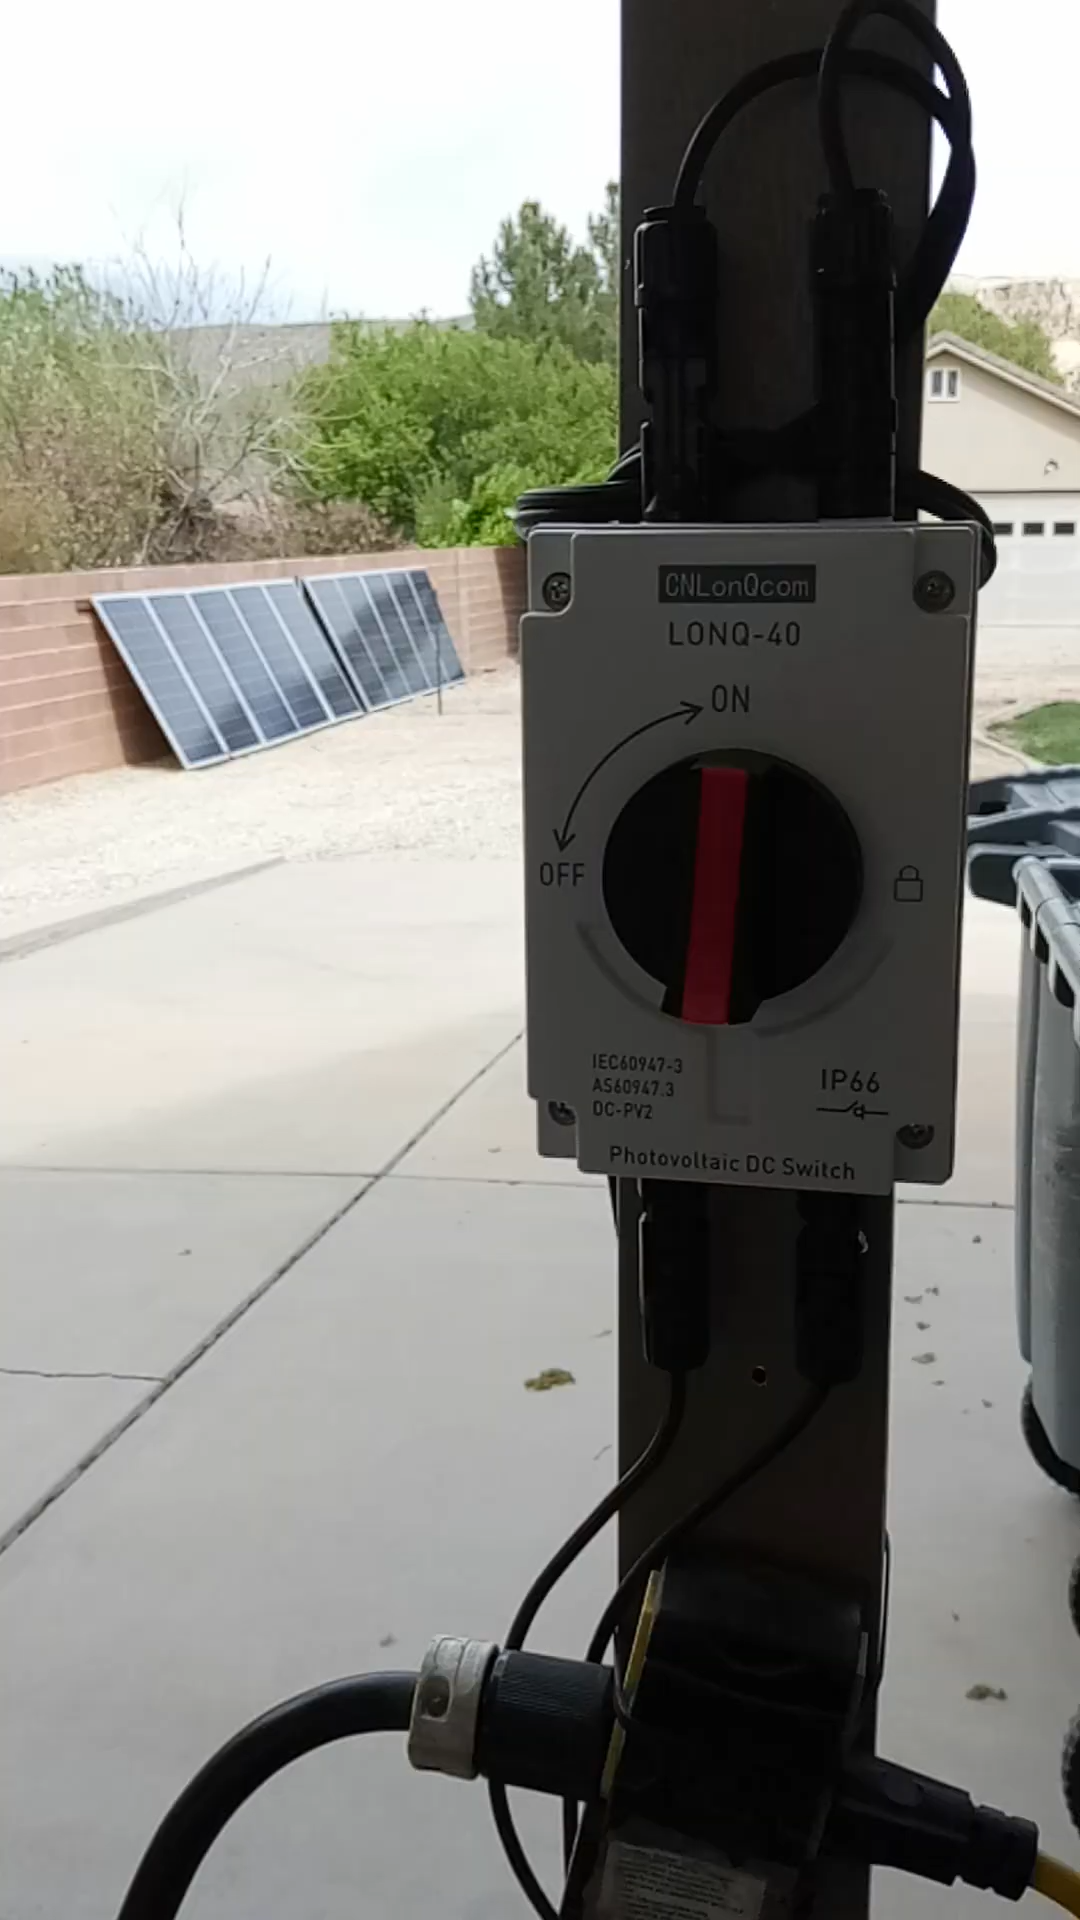 CNLonQcom
LONQ-40
ON
OFF
IEC60947-3
AS60947.3
DC-PV2
IP66
Photovoltaic DC Switch